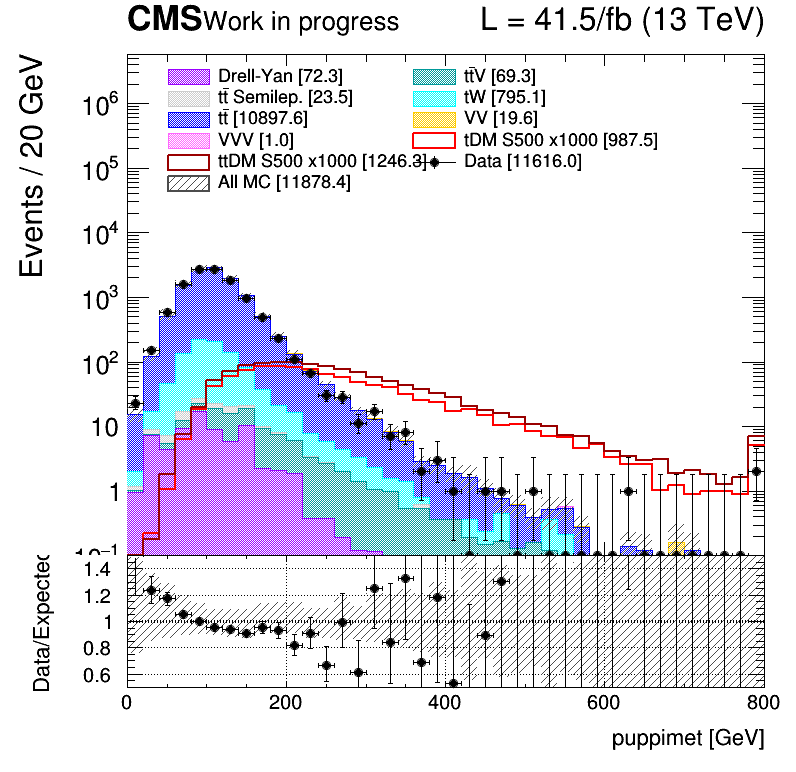 CMS Work in progress L = 41.5/fb (13 TeV)
Events / 20 GeV
Drell-Yan [72.3] tt̄V [69.3]
tt̄ Semilep. [23.5] tW [795.1]
tt̄ [10897.6] VV [19.6]
VVV [1.0] tDM S500 x1000 [987.5]
ttDM S500 x1000 [1246.3] Data [11616.0]
All MC [11878.4]
10⁶
10⁵
10⁴
10³
10²
10
1
10⁻¹
Data/Expected
1.4
1.2
1
0.8
0.6
0 200 400 600 800
puppimet [GeV]